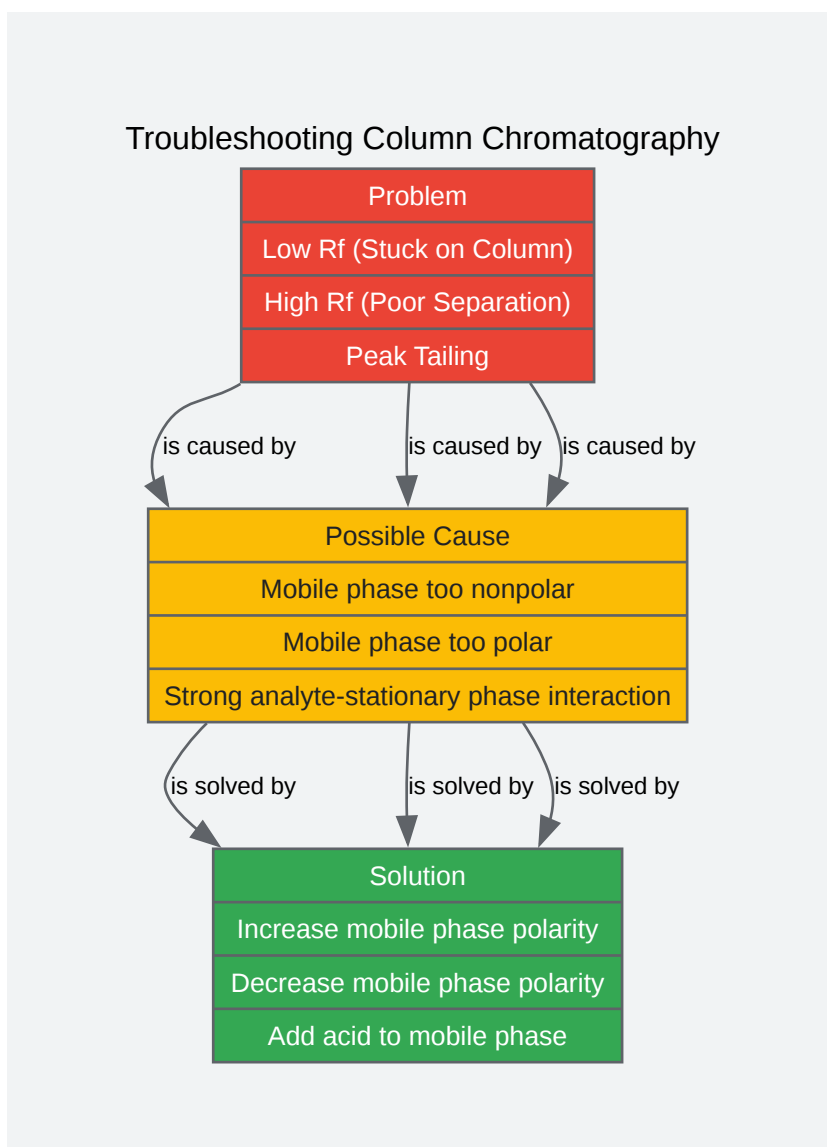 Troubleshooting Column Chromatography
Problem
Low Rf (Stuck on Column)
High Rf (Poor Separation)
Peak Tailing
is caused by
is caused by
is caused by
Possible Cause
Mobile phase too nonpolar
Mobile phase too polar
Strong analyte-stationary phase interaction
is solved by
is solved by
is solved by
Solution
Increase mobile phase polarity
Decrease mobile phase polarity
Add acid to mobile phase